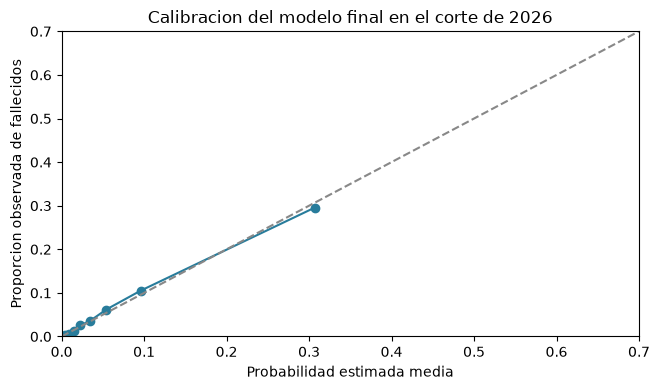 Calibracion del modelo final en el corte de 2026
Proporcion observada de fallecidos
0.7
0.6
0.5
0.4
0.3
0.2
0.1
0.0
0.0 0.1 0.2 0.3 0.4 0.5 0.6 0.7
Probabilidad estimada media